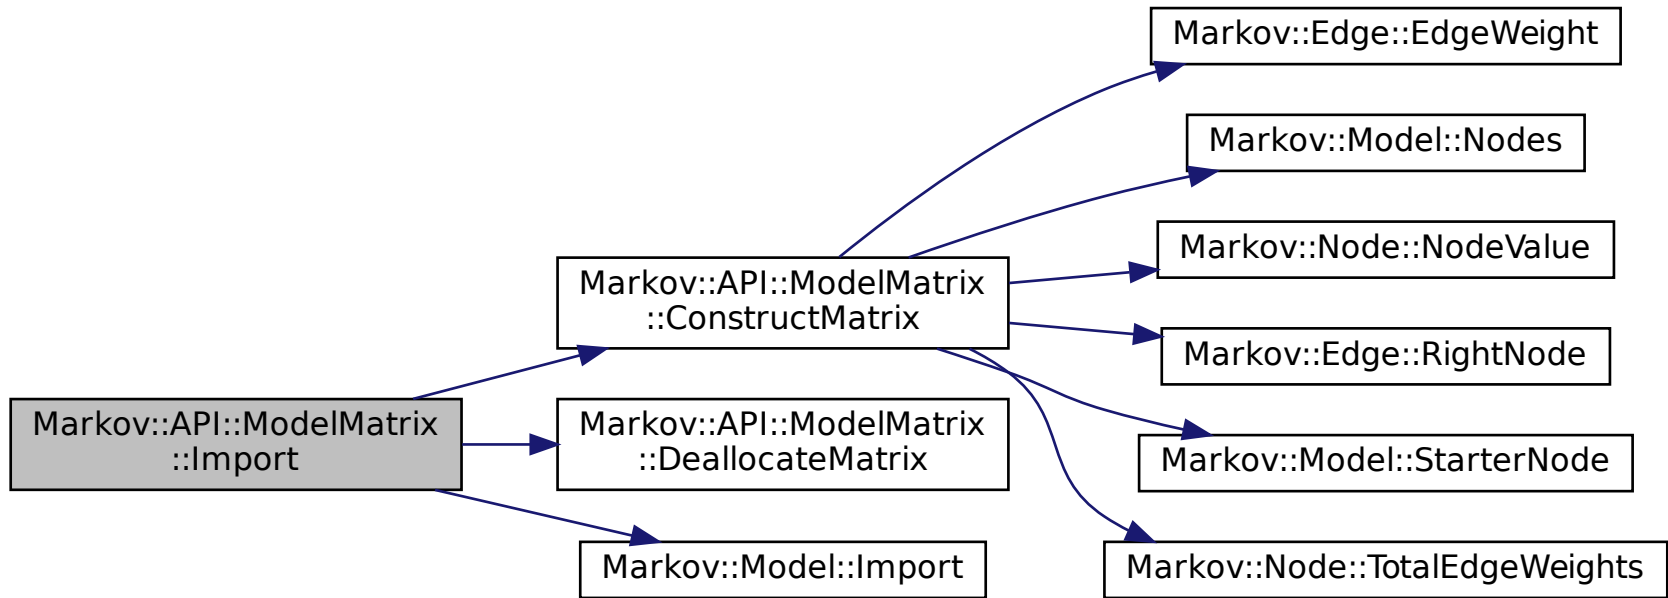 Markov::Edge::EdgeWeight
Markov::Model::Nodes
Markov::Node::NodeValue
Markov::API::ModelMatrix
::ConstructMatrix
Markov::Edge::RightNode
Markov::API::ModelMatrix
::Import
Markov::API::ModelMatrix
::DeallocateMatrix
Markov::Model::StarterNode
Markov::Model::Import
Markov::Node::TotalEdgeWeights